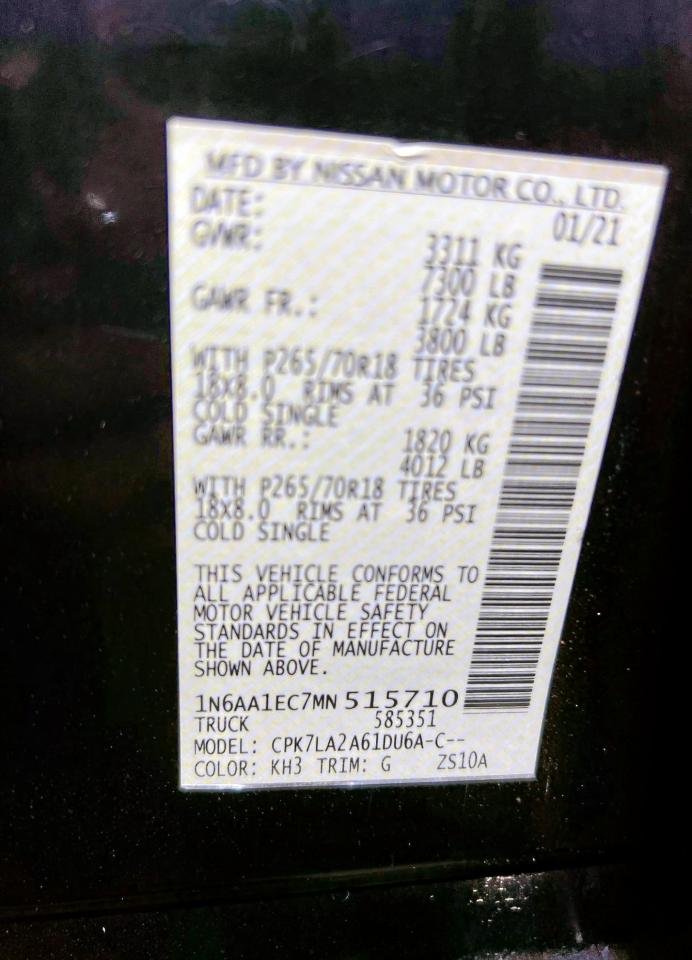 MFD BY NISSAN MOTOR CO., LTD.
DATE: 01/21
GVWR: 3311 KG
7300 LB
GAWR FR.: 1724 KG
3800 LB
WITH P265/70R18 TIRES
18X8.0 RIMS AT 36 PSI
COLD SINGLE
GAWR RR.: 1820 KG
4012 LB
WITH P265/70R18 TIRES
18X8.0 RIMS AT 36 PSI
COLD SINGLE
THIS VEHICLE CONFORMS TO
ALL APPLICABLE FEDERAL
MOTOR VEHICLE SAFETY
STANDARDS IN EFFECT ON
THE DATE OF MANUFACTURE
SHOWN ABOVE.
1N6AA1EC7MN 515710
TRUCK 585351
MODEL: CPK7LA2A61DU6A-C--
COLOR: KH3 TRIM: G ZS10A